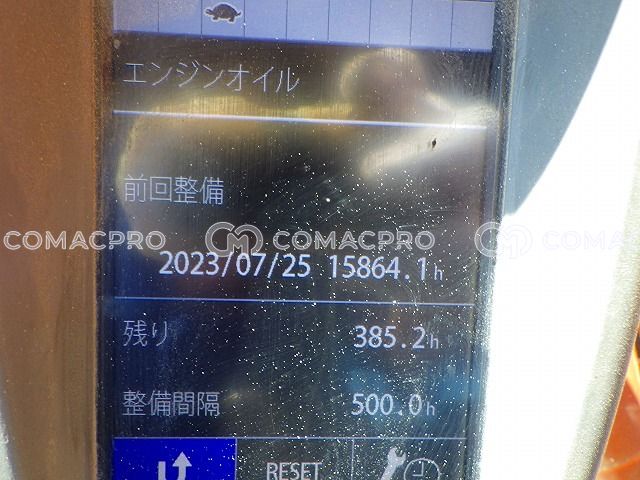 エンジンオイル
前回整備
COMACPRO COMACPRO COMAC
2023/07/25 15864.1h
残り 385.2h
整備間隔 500.0h
RESET